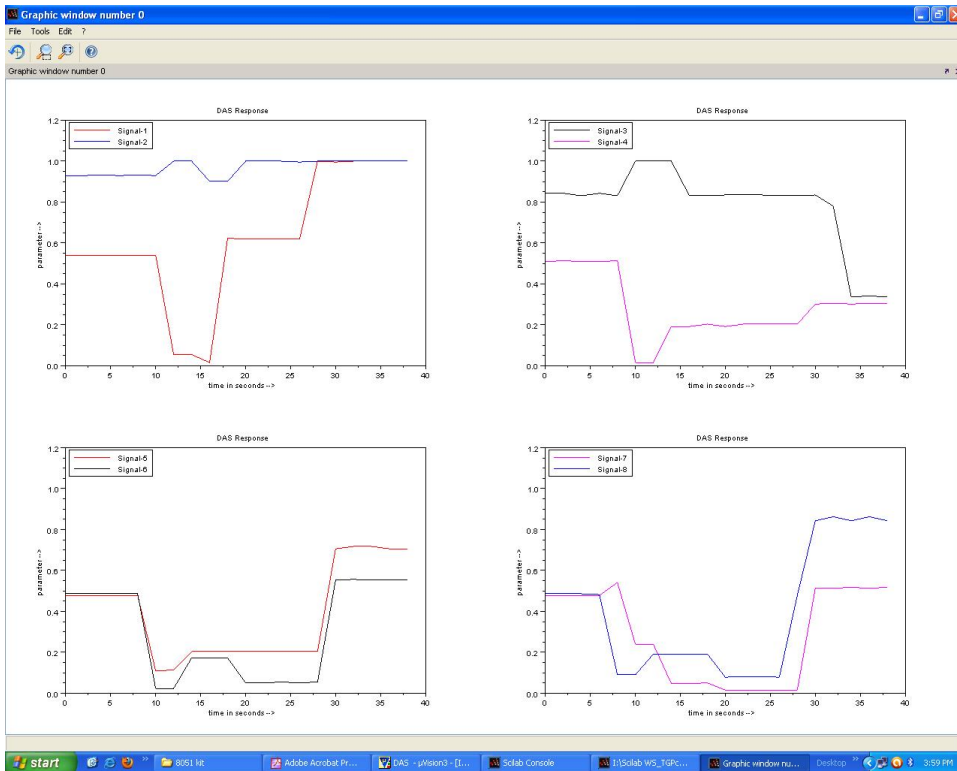 Graphic window number 0
File Tools Edit ?
Graphic window number 0
DAS Response
Signal-1
Signal-2
parameter -->
1.2
1.0
0.8
0.6
0.4
0.2
0.0
0 5 10 15 20 25 30 35 40
time in seconds -->
DAS Response
Signal-3
Signal-4
parameter -->
1.2
1.0
0.8
0.6
0.4
0.2
0.0
0 5 10 15 20 25 30 35 40
time in seconds -->
DAS Response
Signal-5
Signal-6
parameter -->
1.2
1.0
0.8
0.6
0.4
0.2
0.0
0 5 10 15 20 25 30 35 40
time in seconds -->
DAS Response
Signal-7
Signal-8
parameter -->
1.2
1.0
0.8
0.6
0.4
0.2
0.0
0 5 10 15 20 25 30 35 40
time in seconds -->
start 8051 kit Adobe Acrobat Pr... DAS - µVision3 - [I... Scilab Console I:\Scilab WS_TGPc... Graphic window nu... Desktop 3:59 PM